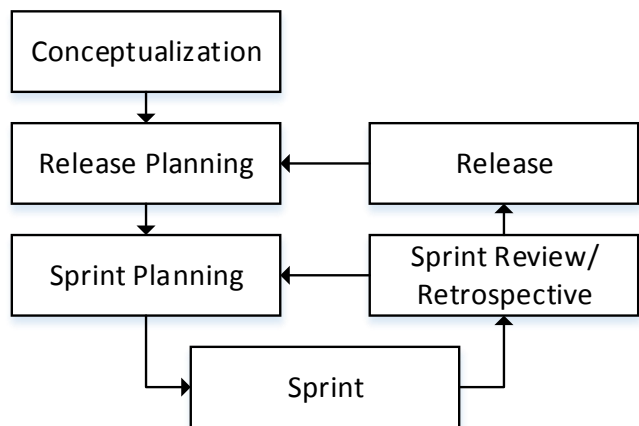 Conceptualization
Release Planning
Release
Sprint Planning
Sprint Review/
Retrospective
Sprint